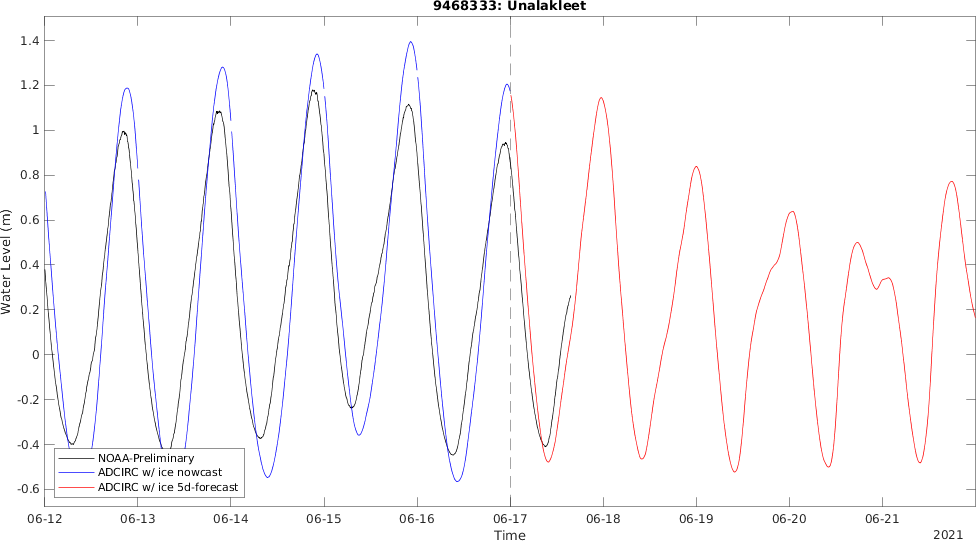 9468333: Unalakleet
1.4
1.2
1
0.8
0.6
0.4
0.2
0
-0.2
-0.4
-0.6
Water Level (m)
NOAA-Preliminary
ADCIRC w/ ice nowcast
ADCIRC w/ ice 5d-forecast
06-12 06-13 06-14 06-15 06-16 06-17 06-18 06-19 06-20 06-21
Time
2021